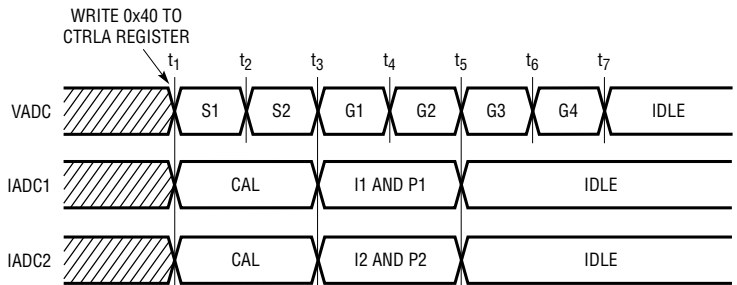 WRITE 0x40 TO
CTRLA REGISTER
t1 t2 t3 t4 t5 t6 t7
VADC S1 S2 G1 G2 G3 G4 IDLE
IADC1 CAL I1 AND P1 IDLE
IADC2 CAL I2 AND P2 IDLE